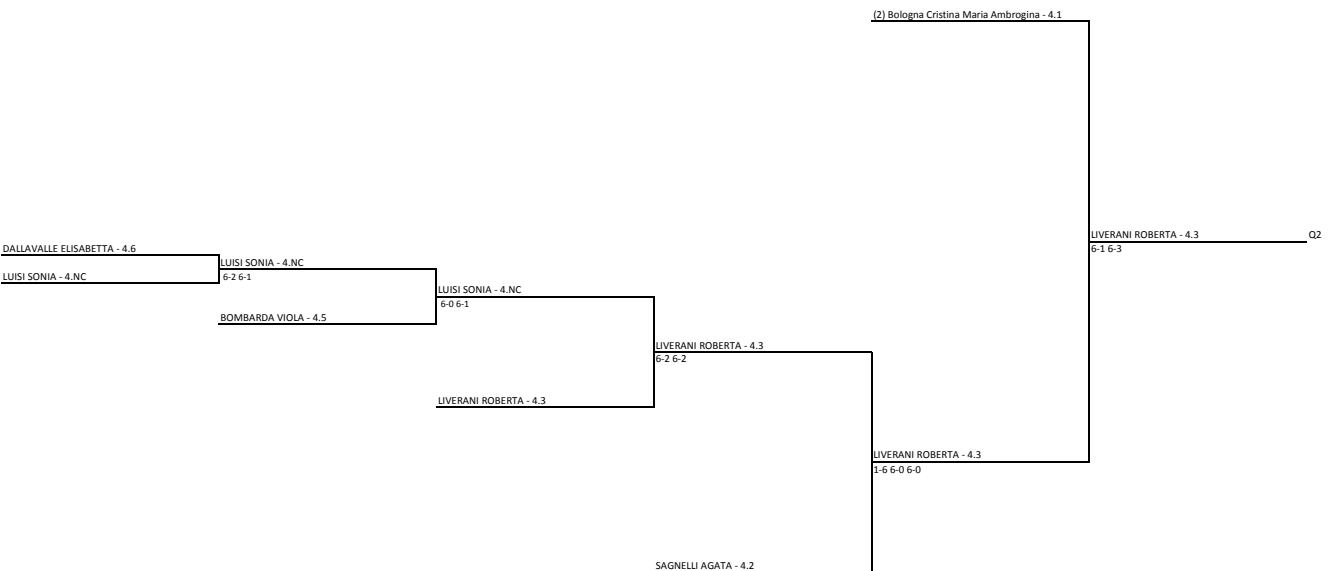 (2) Bologna Cristina Maria Ambrogina - 4.1
LIVERANI ROBERTA - 4.3
Q2
6-1 6-3
DALLAVALLE ELISABETTA - 4.6
LUISI SONIA - 4.NC
LUISI SONIA - 4.NC
6-2 6-1
LUISI SONIA - 4.NC
6-0 6-1
BOMBARDA VIOLA - 4.5
LIVERANI ROBERTA - 4.3
6-2 6-2
LIVERANI ROBERTA - 4.3
LIVERANI ROBERTA - 4.3
1-6 6-0 6-0
SAGNELLI AGATA - 4.2